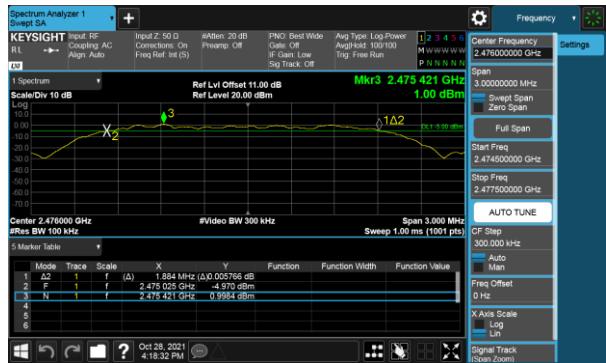 Spectrum Analyzer 1
Swept SA
+
Frequency
KEYSIGHT
RL
Input: RF
Coupling: AC
Align: Auto
Input Z: 50 Ω
Corrections: On
Freq Ref: Int (S)
#Atten: 20 dB
Preamp: Off
PNO: Best Wide
Gate: Off
IF Gain: Low
Sig Track: Off
Avg Type: Log-Power
Avg|Hold: 100/100
Trig: Free Run
1 2 3 4 5 6
M W W W W W
P N N N N N
1 Spectrum
Scale/Div 10 dB
Ref Lvl Offset 11.00 dB
Ref Level 20.00 dBm
Mkr3 2.475 421 GHz
1.00 dBm
Log
10.0
0.00
-10.0
-20.0
-30.0
-40.0
-50.0
-60.0
-70.0
X2
3
1Δ2
DL1 -5.00 dBm
Center 2.476000 GHz
#Res BW 100 kHz
#Video BW 300 kHz
Span 3.000 MHz
Sweep 1.00 ms (1001 pts)
5 Marker Table
Mode Trace Scale X Y Function Function Width Function Value
1 Δ2 1 f (Δ) 1.884 MHz (Δ) 0.005766 dB
2 F 1 f 2.475 025 GHz -4.970 dBm
3 N 1 f 2.475 421 GHz 0.9984 dBm
4
5
6
?
Oct 28, 2021
4:18:32 PM
Center Frequency
2.476000000 GHz
Settings
Span
3.00000000 MHz
Swept Span
Zero Span
Full Span
Start Freq
2.474500000 GHz
Stop Freq
2.477500000 GHz
AUTO TUNE
CF Step
300.000 kHz
Auto
Man
Freq Offset
0 Hz
X Axis Scale
Log
Lin
Signal Track
(Span Zoom)